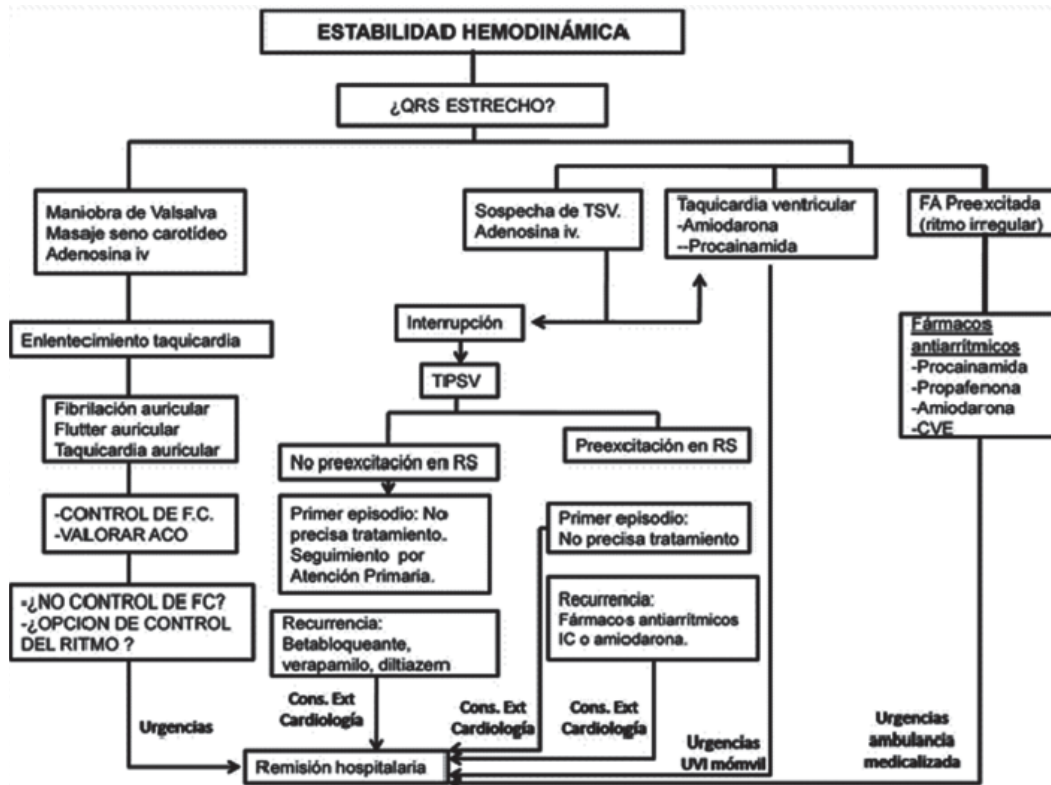 ESTABILIDAD HEMODINÁMICA
¿QRS ESTRECHO?
Maniobra de Valsalva
Masaje seno carotídeo
Adenosina iv
Sospecha de TSV.
Adenosina iv.
Taquicardia ventricular
-Amiodarona
--Procainamida
FA Preexcitada
(ritmo irregular)
Enlentecimiento taquicardia
Interrupción
Fármacos
antiarrítmicos
-Procainamida
-Propafenona
-Amiodarona
-CVE
TIPSV
Fibrilación auricular
Flutter auricular
Taquicardia auricular
No preexcitación en RS
Preexcitación en RS
-CONTROL DE F.C.
-VALORAR ACO
Primer episodio: No
precisa tratamiento.
Seguimiento por
Atención Primaria.
Primer episodio:
No precisa tratamiento
-¿NO CONTROL DE FC?
-¿OPCION DE CONTROL
DEL RITMO ?
Recurrencia:
Betabloqueante,
verapamilo, diltiazem
Recurrencia:
Fármacos antiarrítmicos
IC o amiodarona.
Urgencias
Cons. Ext
Cardiología
Cons. Ext
Cardiología
Cons. Ext
Cardiología
Urgencias
UVI mómvil
Urgencias
ambulancia
medicalizada
Remisión hospitalaria